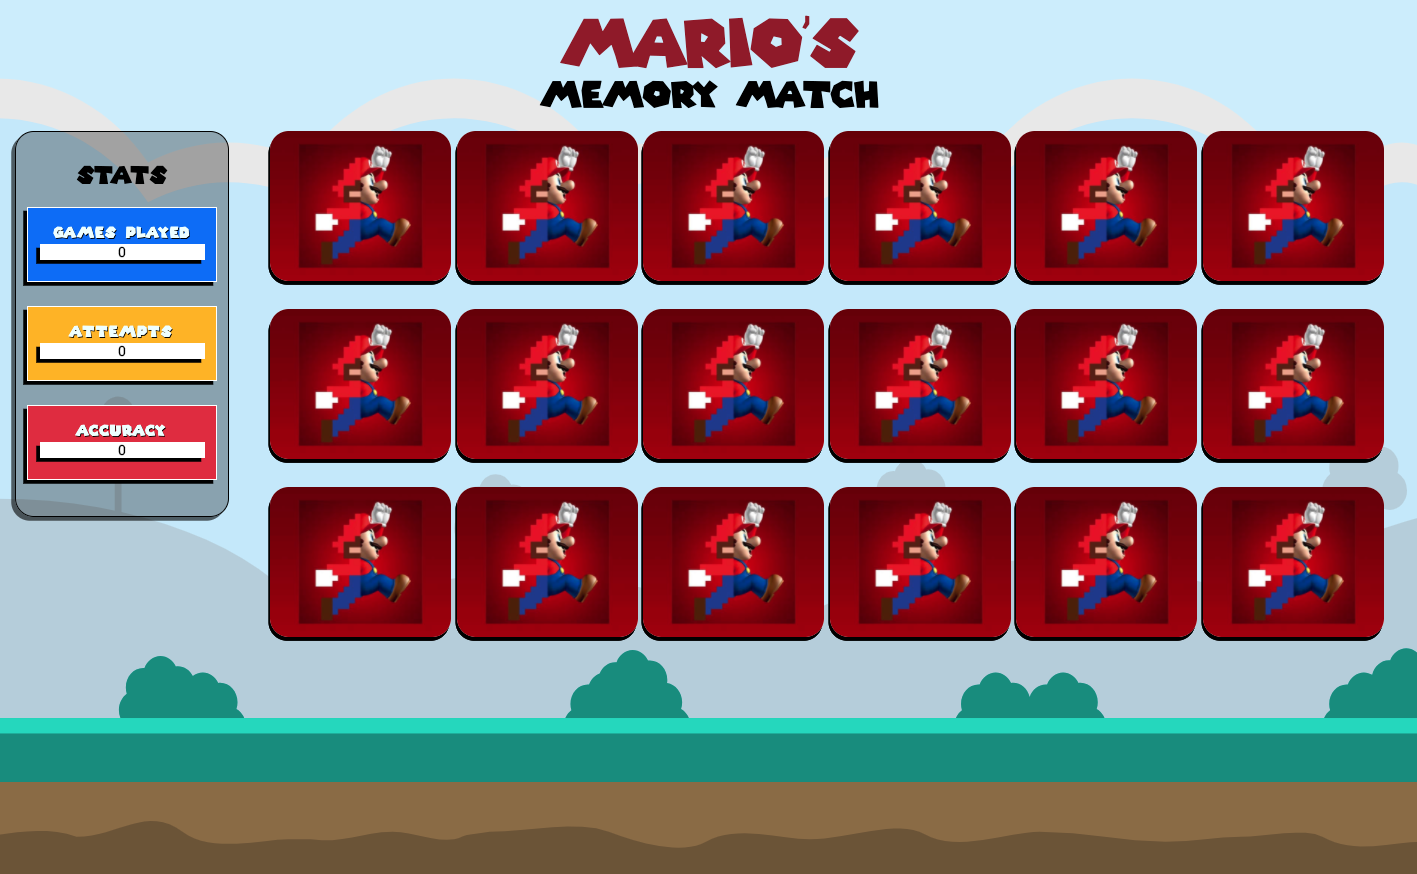 MARIO'S
MEMORY MATCH
STATS
GAMES PLAYED
0
ATTEMPTS
0
ACCURACY
0